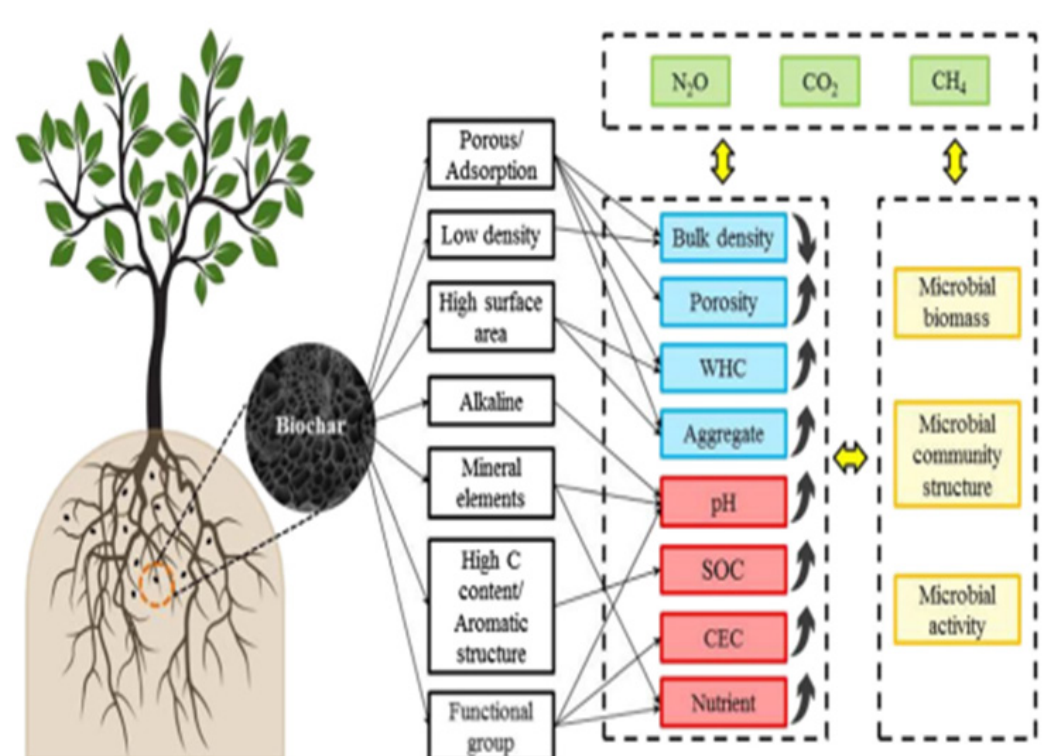 N₂O
CO₂
CH₄
Porous/
Adsorption
Low density
High surface
area
Alkaline
Mineral
elements
High C
content/
Aromatic
structure
Functional
group
Biochar
Bulk density
Porosity
WHC
Aggregate
pH
SOC
CEC
Nutrient
Microbial
biomass
Microbial
community
structure
Microbial
activity